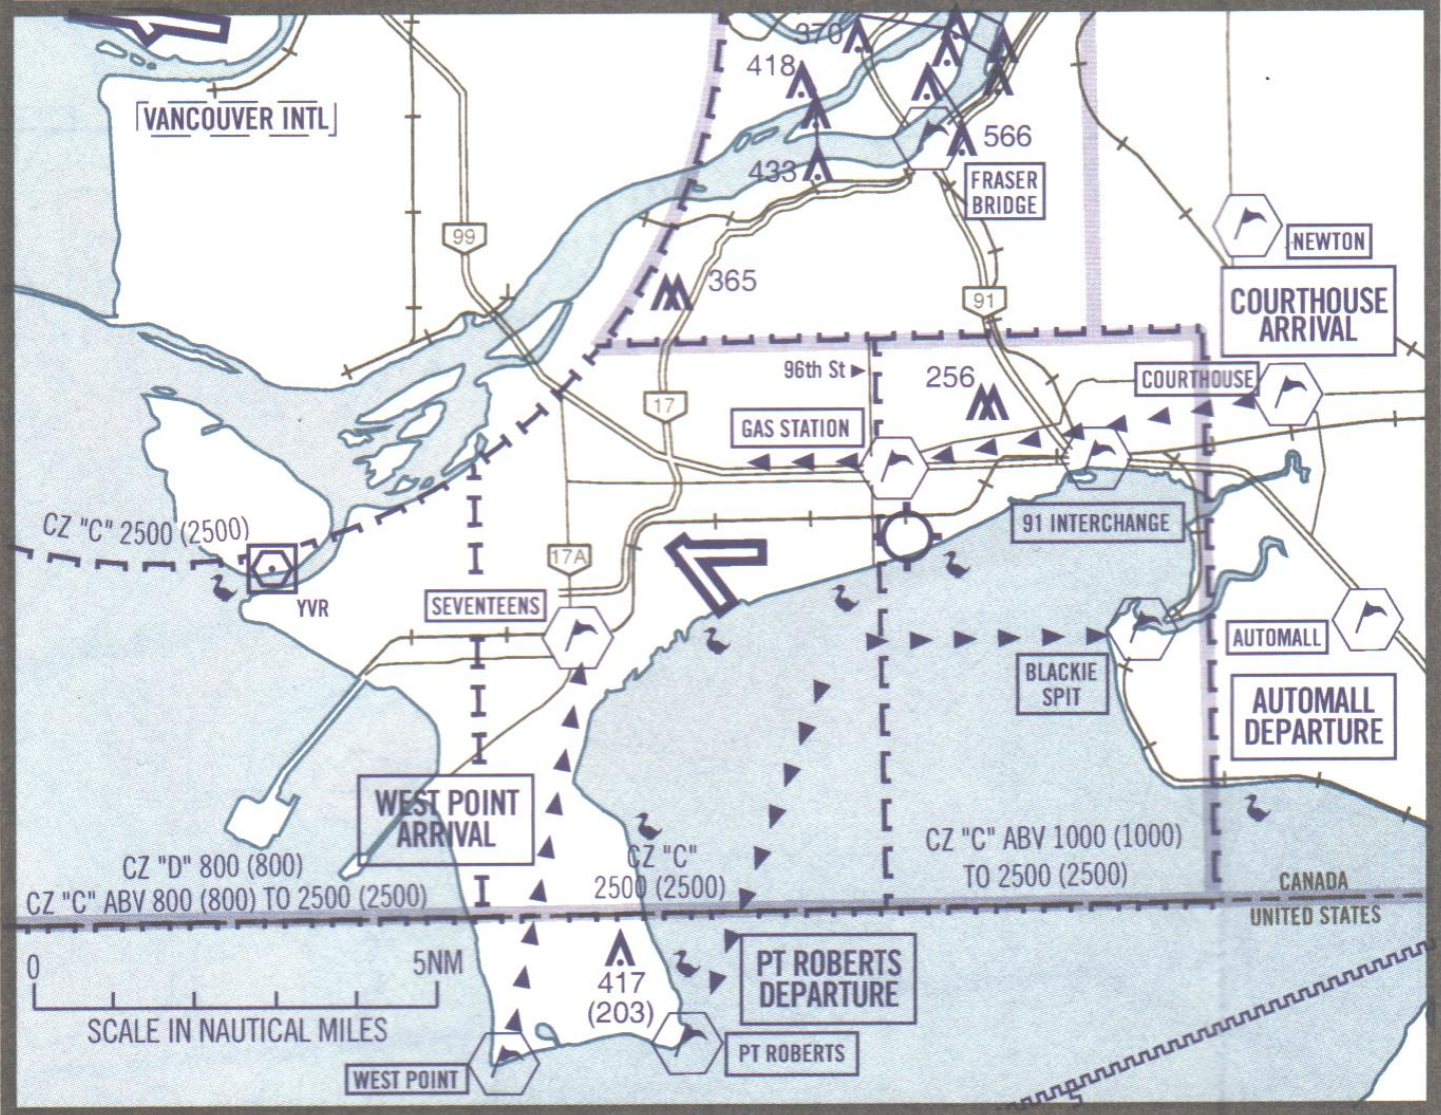 370
418
VANCOUVER INTL
566
433
FRASER
BRIDGE
99
NEWTON
365
COURTHOUSE
ARRIVAL
91
96th St
256
COURTHOUSE
17
GAS STATION
CZ "C" 2500 (2500)
91 INTERCHANGE
17A
YVR
SEVENTEENS
AUTOMALL
BLACKIE
SPIT
AUTOMALL
DEPARTURE
WEST POINT
ARRIVAL
CZ "C"
2500 (2500)
CZ "C" ABV 1000 (1000)
TO 2500 (2500)
CZ "D" 800 (800)
CZ "C" ABV 800 (800) TO 2500 (2500)
CANADA
UNITED STATES
0 5NM
SCALE IN NAUTICAL MILES
417
(203)
PT ROBERTS
DEPARTURE
PT ROBERTS
WEST POINT